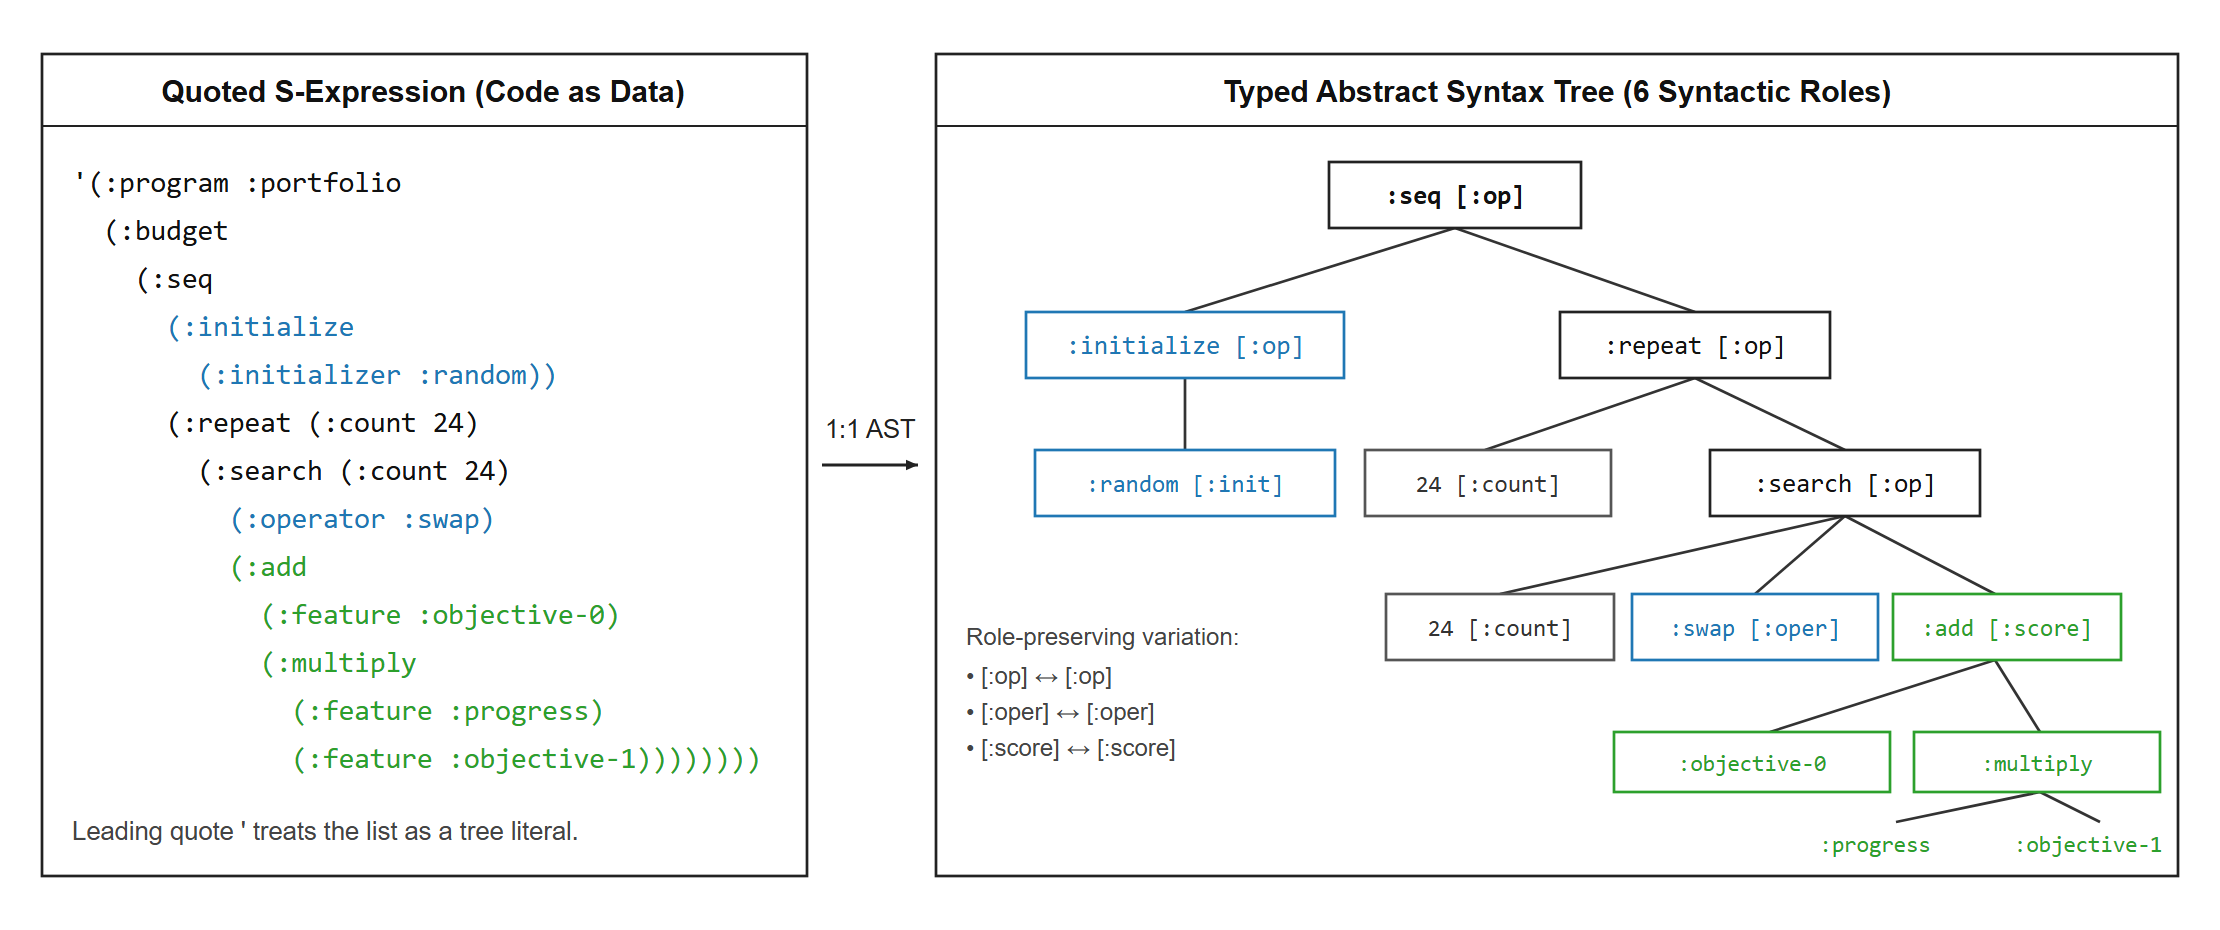 Quoted S-Expression (Code as Data)
'(:program :portfolio
(:budget
(:seq
(:initialize
(:initializer :random))
(:repeat (:count 24)
(:search (:count 24)
(:operator :swap)
(:add
(:feature :objective-0)
(:multiply
(:feature :progress)
(:feature :objective-1))))))))
Leading quote ' treats the list as a tree literal.
1:1 AST
Typed Abstract Syntax Tree (6 Syntactic Roles)
:seq [:op]
:initialize [:op]
:repeat [:op]
:random [:init]
24 [:count]
:search [:op]
24 [:count]
:swap [:oper]
:add [:score]
Role-preserving variation:
• [:op] ↔ [:op]
• [:oper] ↔ [:oper]
• [:score] ↔ [:score]
:objective-0
:multiply
:progress
:objective-1